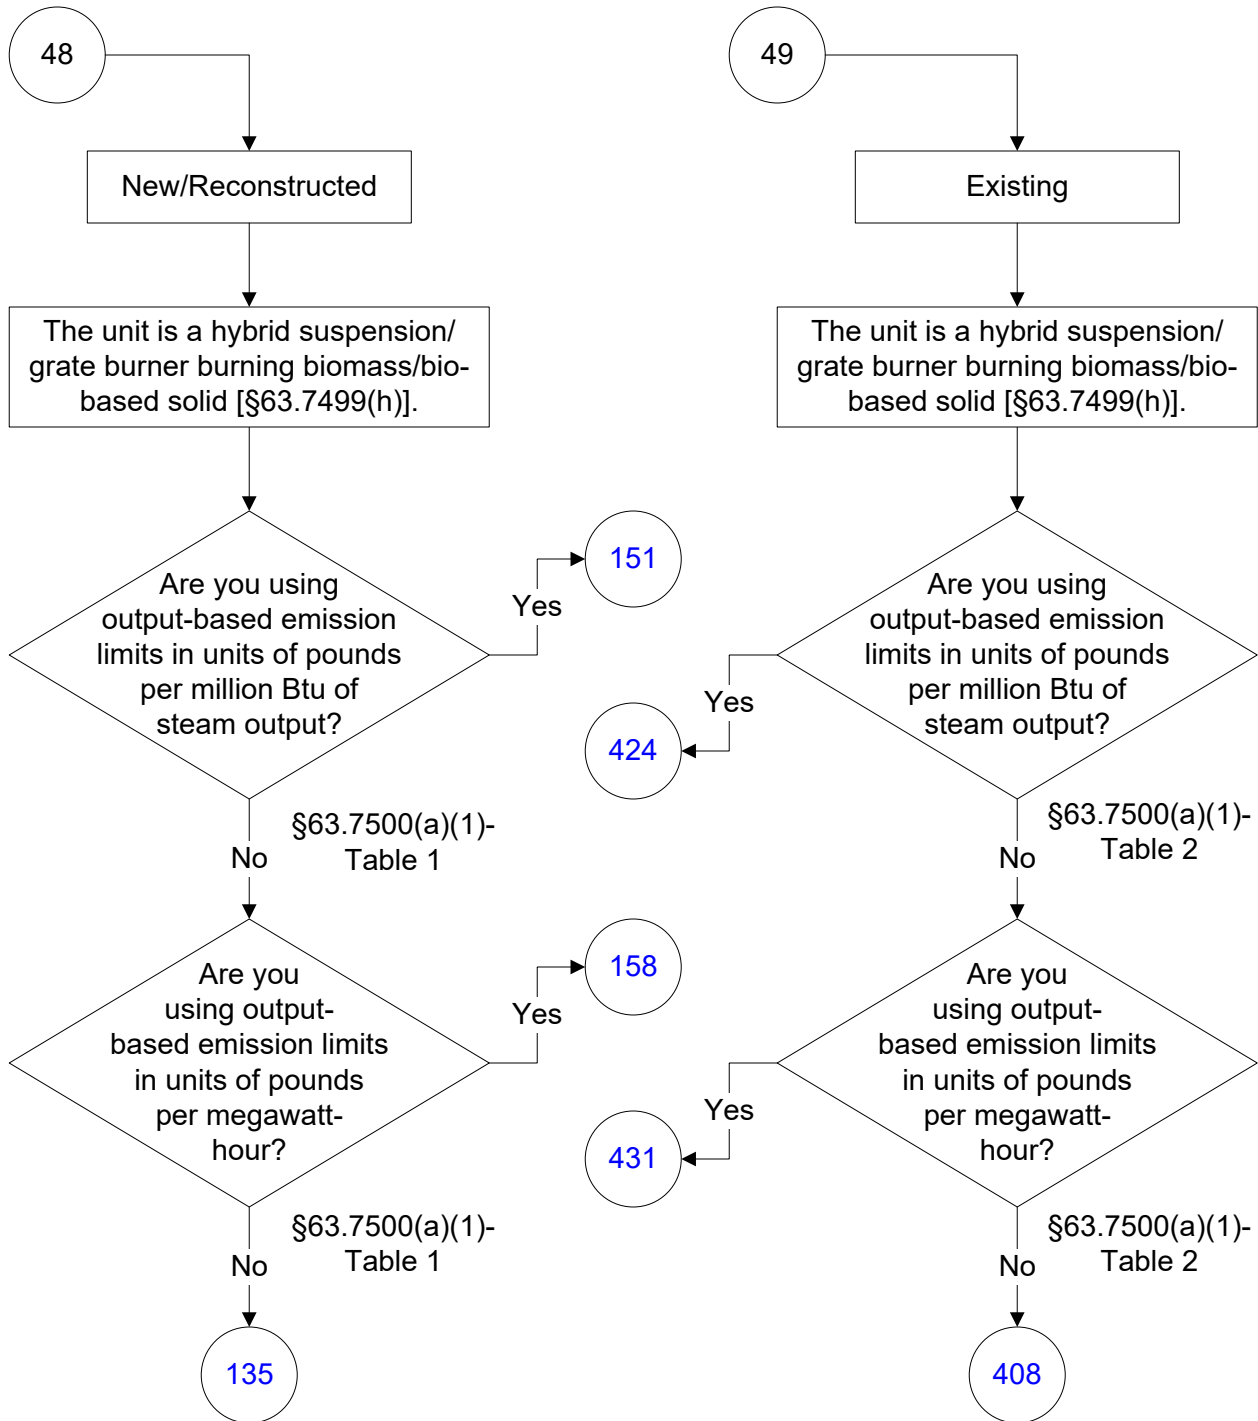 48
New/Reconstructed
The unit is a hybrid suspension/
grate burner burning biomass/bio-
based solid [§63.7499(h)].
Are you using
output-based emission
limits in units of pounds
per million Btu of
steam output?
Yes
151
§63.7500(a)(1)-
Table 1
No
Are you
using output-
based emission limits
in units of pounds
per megawatt-
hour?
Yes
158
§63.7500(a)(1)-
Table 1
No
135
49
Existing
The unit is a hybrid suspension/
grate burner burning biomass/bio-
based solid [§63.7499(h)].
Are you using
output-based emission
limits in units of pounds
per million Btu of
steam output?
Yes
424
§63.7500(a)(1)-
Table 2
No
Are you
using output-
based emission limits
in units of pounds
per megawatt-
hour?
Yes
431
§63.7500(a)(1)-
Table 2
No
408